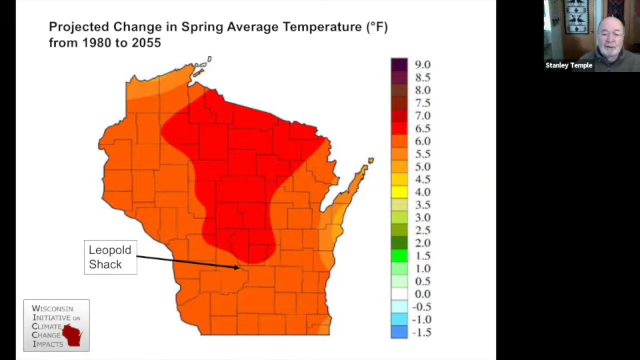 Projected Change in Spring Average Temperature (°F)
from 1980 to 2055
Stanley Temple
9.0
8.5
8.0
7.5
7.0
6.5
6.0
5.5
5.0
4.5
4.0
3.5
3.0
2.5
2.0
1.5
1.0
0.5
0.0
-0.5
-1.0
-1.5
Leopold
Shack
WISCONSIN
INITIATIVE ON
CLIMATE
CHANGE
IMPACTS